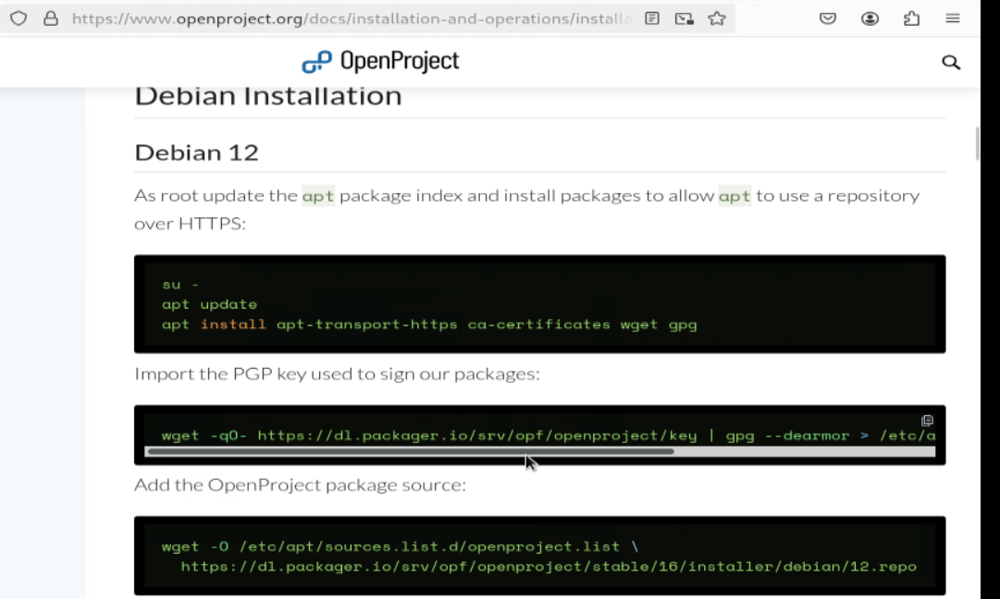 https://www.openproject.org/docs/installation-and-operations/installa
OpenProject
Debian Installation
Debian 12
As root update the apt package index and install packages to allow apt to use a repository
over HTTPS:
su -
apt update
apt install apt-transport-https ca-certificates wget gpg
Import the PGP key used to sign our packages:
wget -qO- https://dl.packager.io/srv/opf/openproject/key | gpg --dearmor > /etc/a
Add the OpenProject package source:
wget -O /etc/apt/sources.list.d/openproject.list \
https://dl.packager.io/srv/opf/openproject/stable/16/installer/debian/12.repo